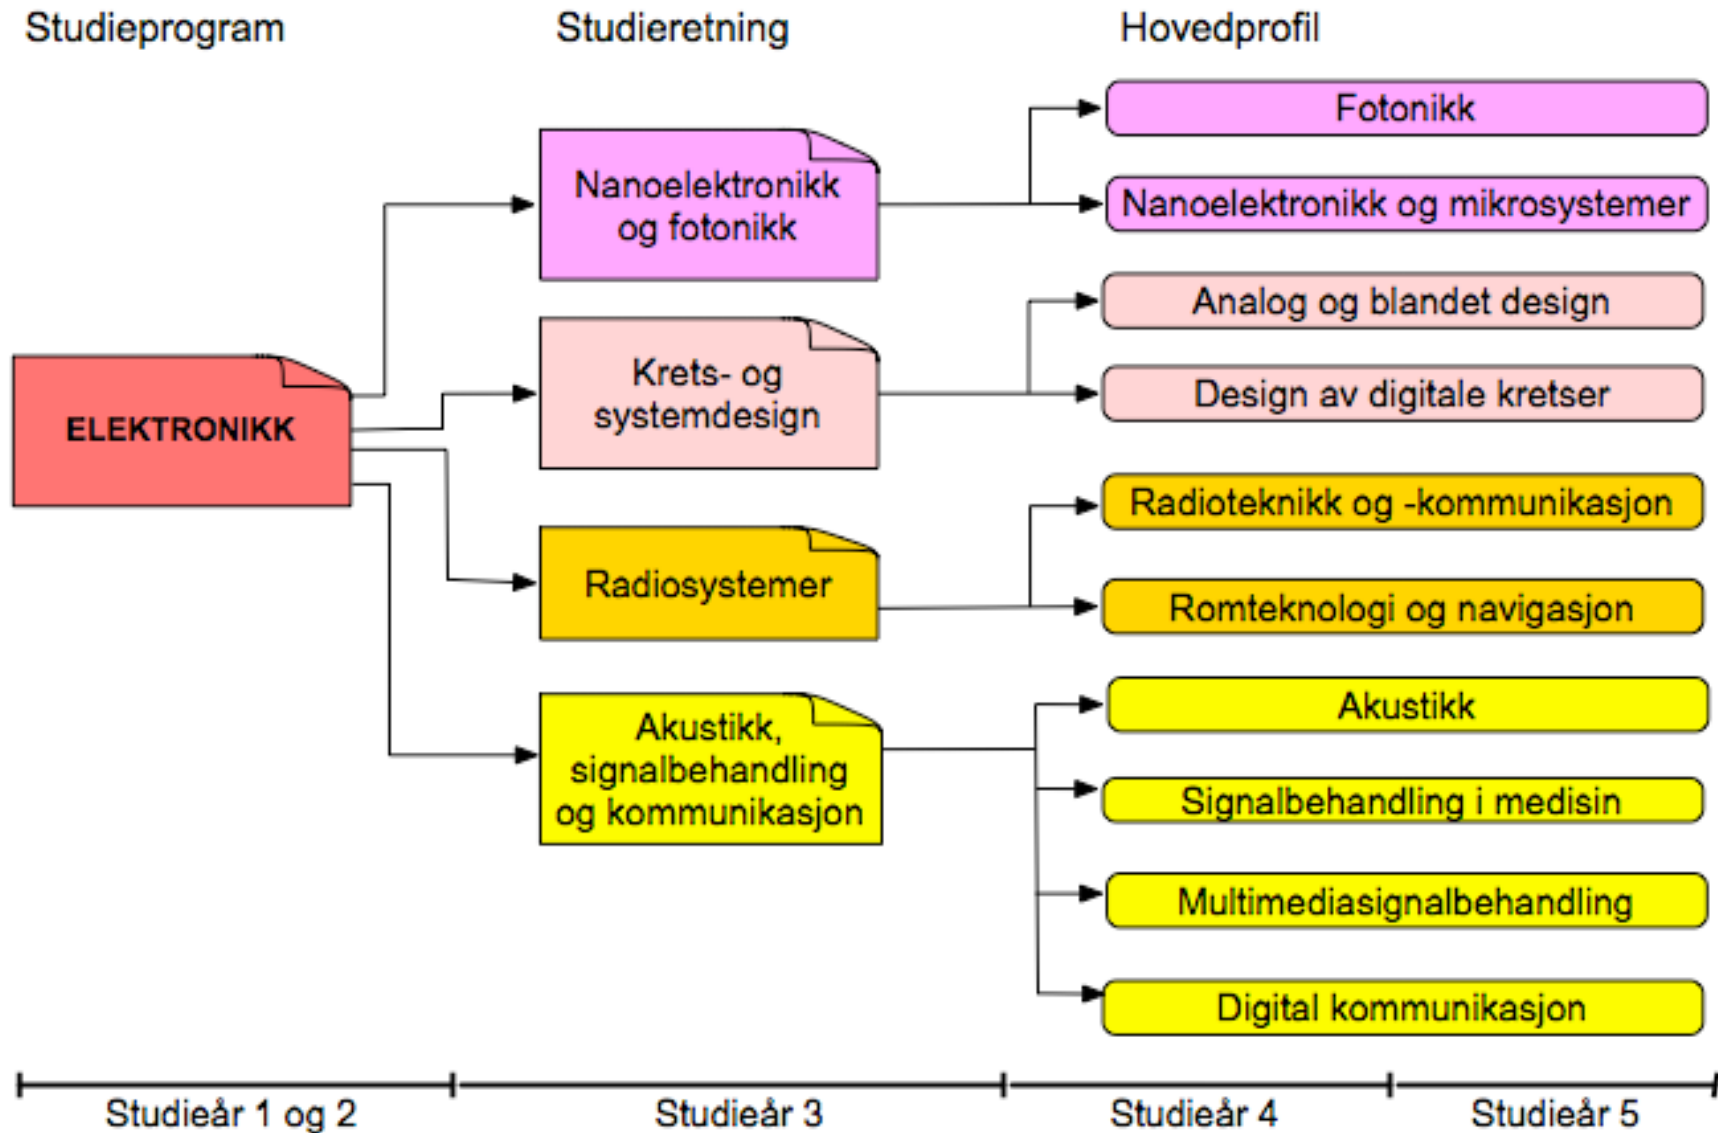 Studieprogram
Studieretning
Hovedprofil
ELEKTRONIKK
Nanoelektronikk
og fotonikk
Krets- og
systemdesign
Radiosystemer
Akustikk,
signalbehandling
og kommunikasjon
Fotonikk
Nanoelektronikk og mikrosystemer
Analog og blandet design
Design av digitale kretser
Radioteknikk og -kommunikasjon
Romteknologi og navigasjon
Akustikk
Signalbehandling i medisin
Multimediasignalbehandling
Digital kommunikasjon
Studieår 1 og 2
Studieår 3
Studieår 4
Studieår 5